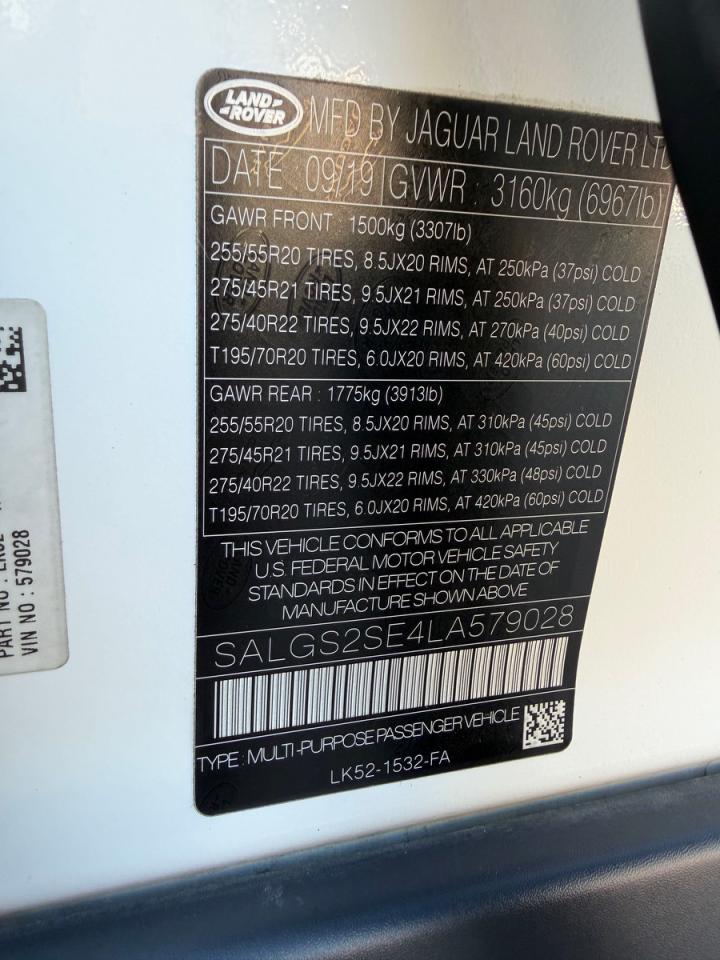 LAND
ROVER
MFD BY JAGUAR LAND ROVER LTD
DATE 09/19 GVWR : 3160kg (6967lb)
GAWR FRONT 1500kg (3307lb)
255/55R20 TIRES, 8.5JX20 RIMS, AT 250kPa (37psi) COLD
275/45R21 TIRES, 9.5JX21 RIMS, AT 250kPa (37psi) COLD
275/40R22 TIRES, 9.5JX22 RIMS, AT 270kPa (40psi) COLD
T195/70R20 TIRES, 6.0JX20 RIMS, AT 420kPa (60psi) COLD
GAWR REAR : 1775kg (3913lb)
255/55R20 TIRES, 8.5JX20 RIMS, AT 310kPa (45psi) COLD
275/45R21 TIRES, 9.5JX21 RIMS, AT 310kPa (45psi) COLD
275/40R22 TIRES, 9.5JX22 RIMS, AT 330kPa (48psi) COLD
T195/70R20 TIRES, 6.0JX20 RIMS, AT 420kPa (60psi) COLD
THIS VEHICLE CONFORMS TO ALL APPLICABLE
U.S. FEDERAL MOTOR VEHICLE SAFETY
STANDARDS IN EFFECT ON THE DATE OF
MANUFACTURE SHOWN ABOVE
SALGS2SE4LA579028
TYPE : MULTI-PURPOSE PASSENGER VEHICLE
LK52-1532-FA
PART NO :
VIN NO : 579028